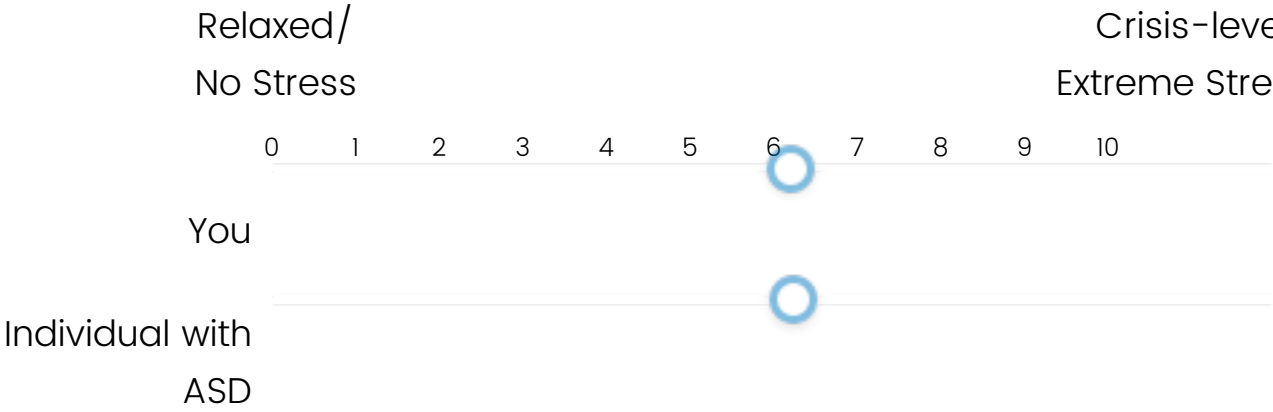 Relaxed/
No Stress
Crisis-leve
Extreme Stre
0 1 2 3 4 5 6 7 8 9 10
You
Individual with
ASD